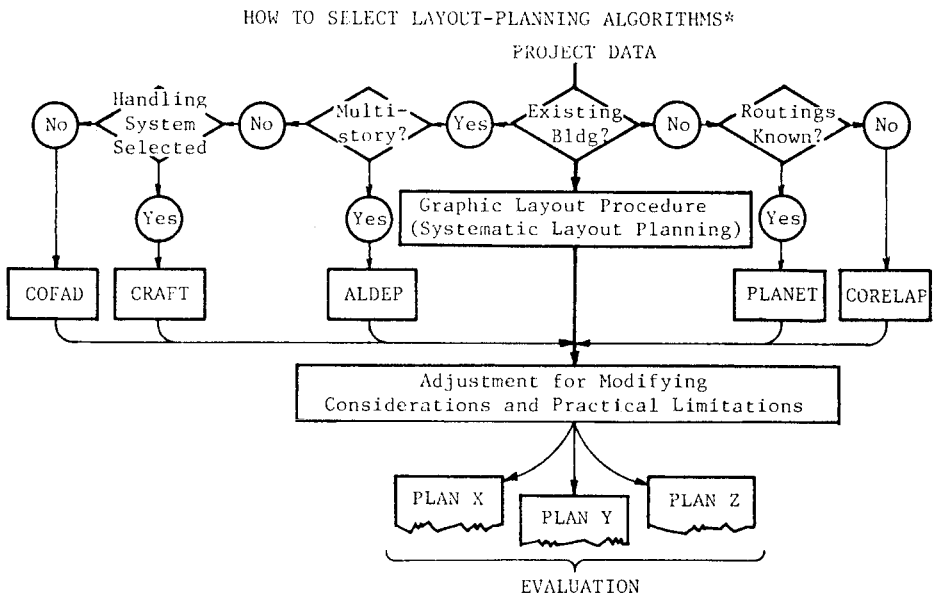 HOW TO SELECT LAYOUT-PLANNING ALGORITHMS*
PROJECT DATA
No
Handling
System
Selected
No
Multi-
story?
Yes
Existing
Bldg?
No
Routings
Known?
No
Yes
Yes
Graphic Layout Procedure
(Systematic Layout Planning)
Yes
COFAD
CRAFT
ALDEP
PLANET
CORELAP
Adjustment for Modifying
Considerations and Practical Limitations
PLAN X
PLAN Y
PLAN Z
EVALUATION